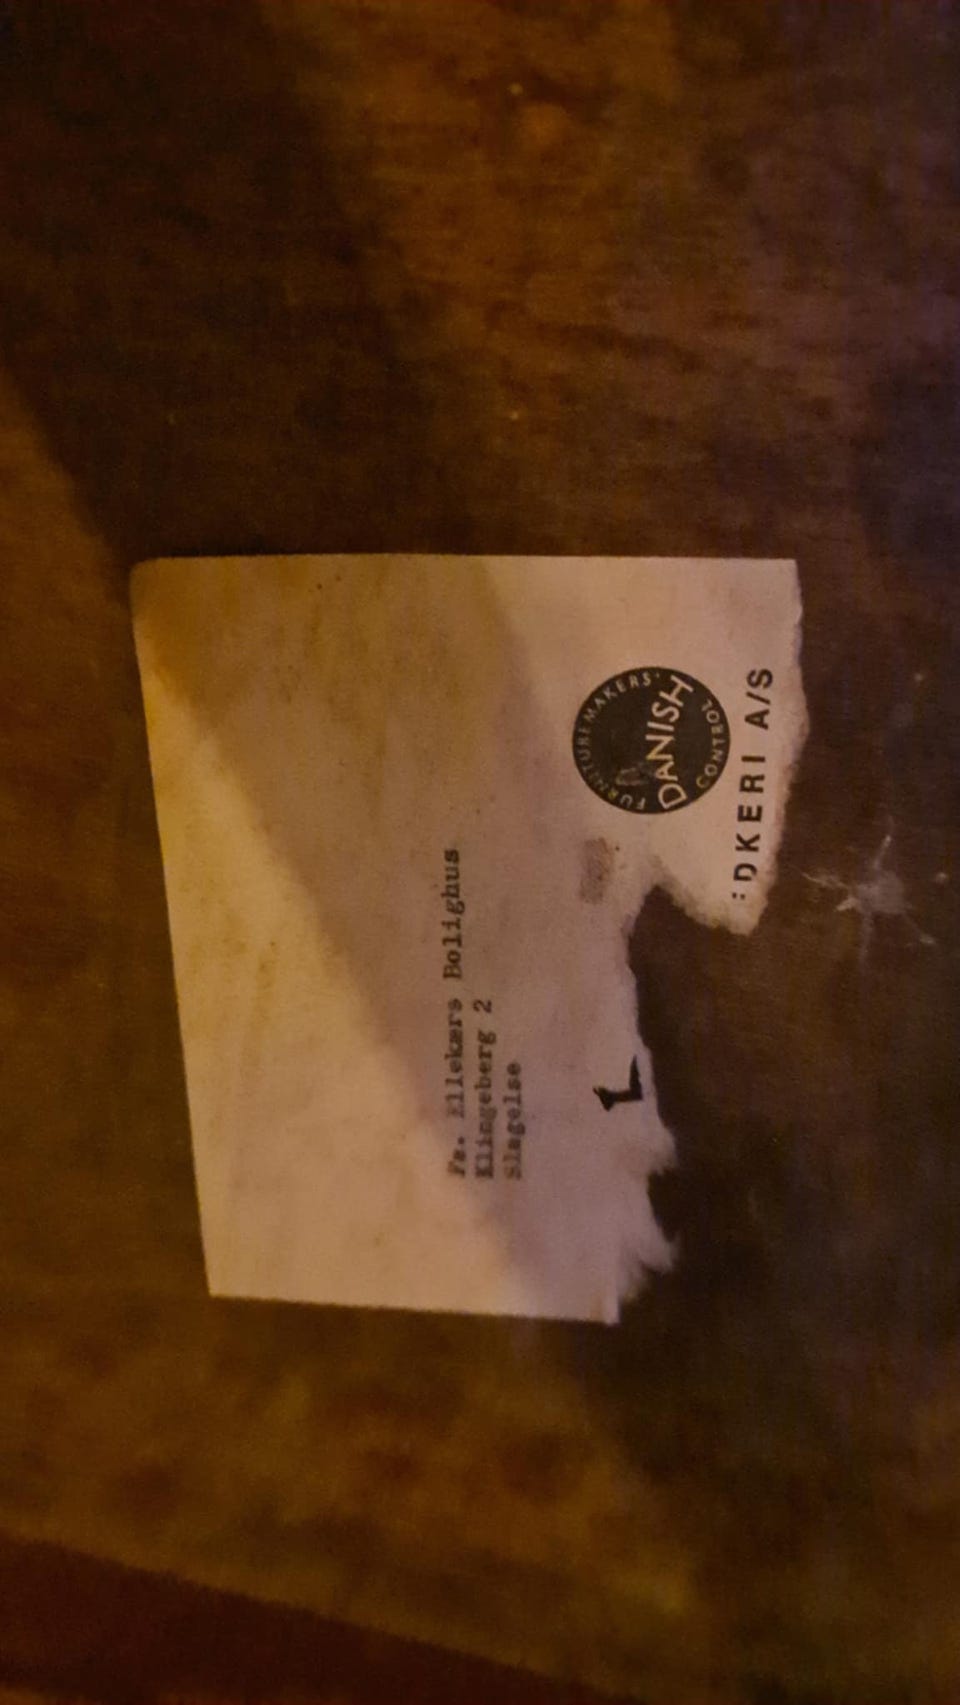 FURNITUREMAKERS'
DANISH
CONTROL
DKERI A/S
Fa. Ellekærs Bolighus
Klingeberg 2
Slagelse